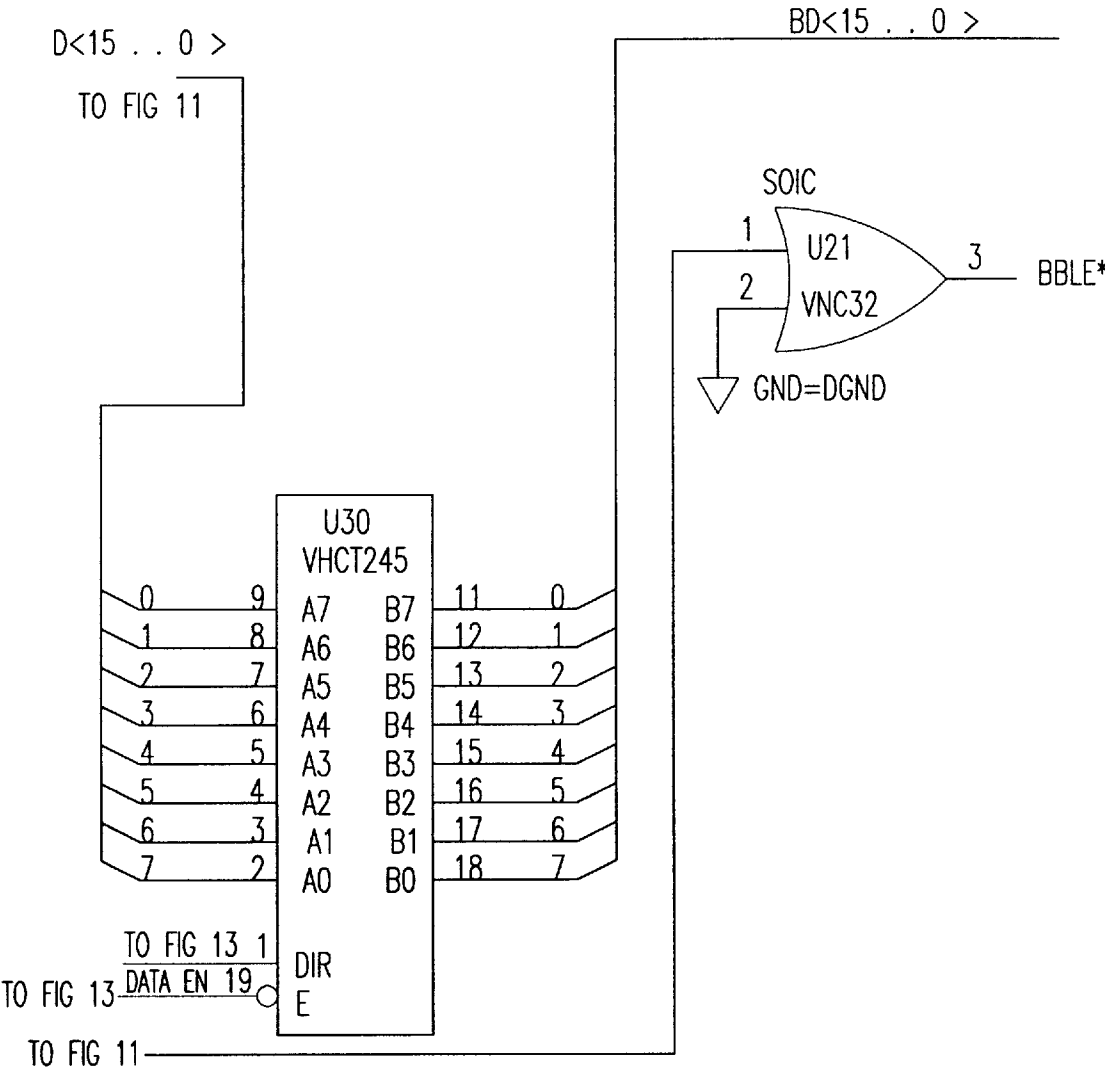 D<15 . . 0 >
BD<15 . . 0 >
TO FIG 11
SOIC
1
U21
3
BBLE*
2
VNC32
GND=DGND
U30
VHCT245
0 9 A7 B7 11 0
1 8 A6 B6 12 1
2 7 A5 B5 13 2
3 6 A4 B4 14 3
4 5 A3 B3 15 4
5 4 A2 B2 16 5
6 3 A1 B1 17 6
7 2 A0 B0 18 7
TO FIG 13 1 DIR
TO FIG 13 DATA EN 19 E
TO FIG 11